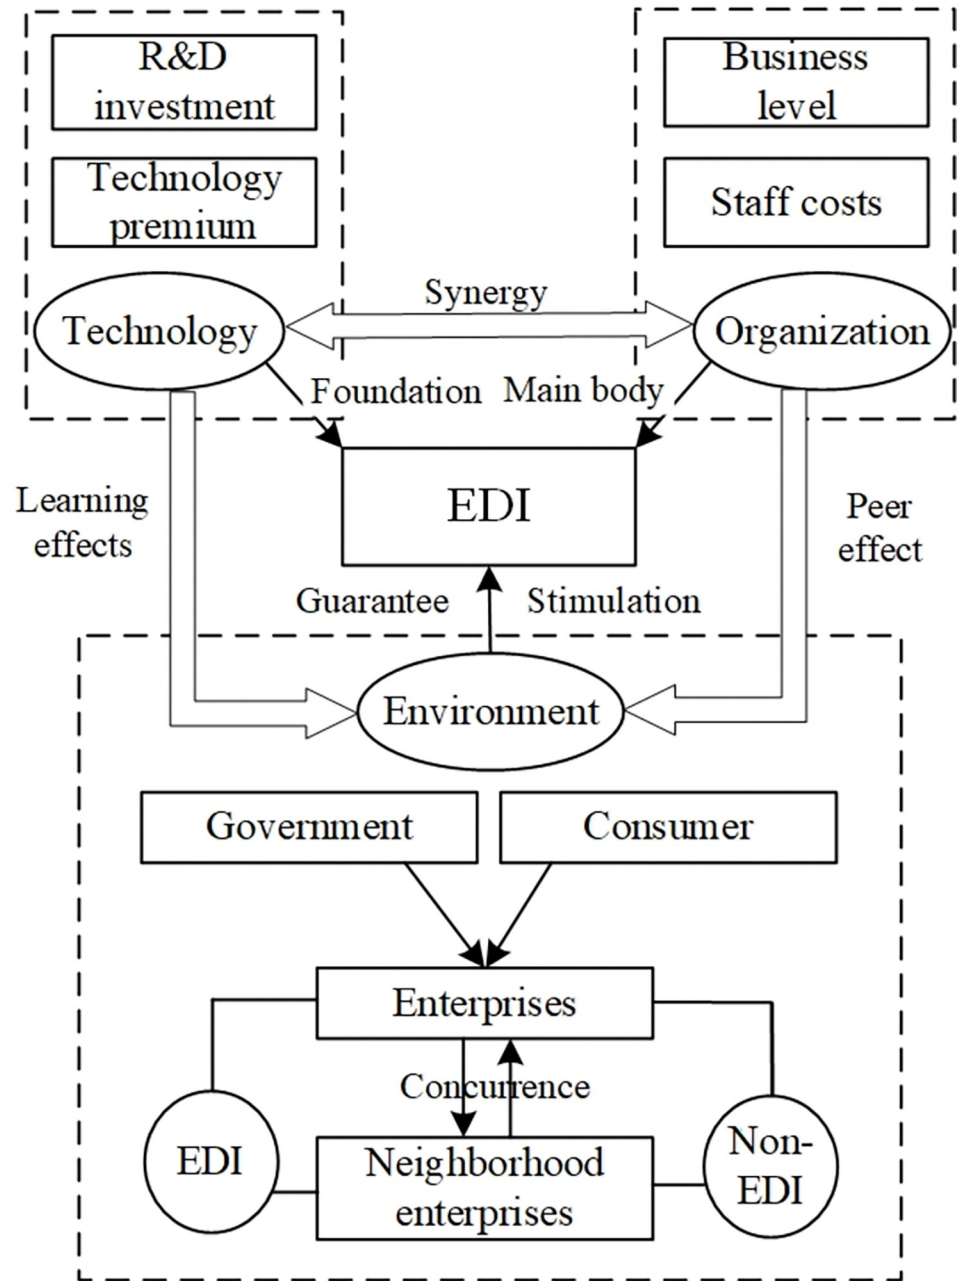 R&D
investment
Technology
premium
Technology
Business
level
Staff costs
Organization
Synergy
Foundation
Main body
EDI
Learning
effects
Peer
effect
Guarantee
Stimulation
Environment
Government
Consumer
Enterprises
Concurrence
EDI
Neighborhood
enterprises
Non-
EDI